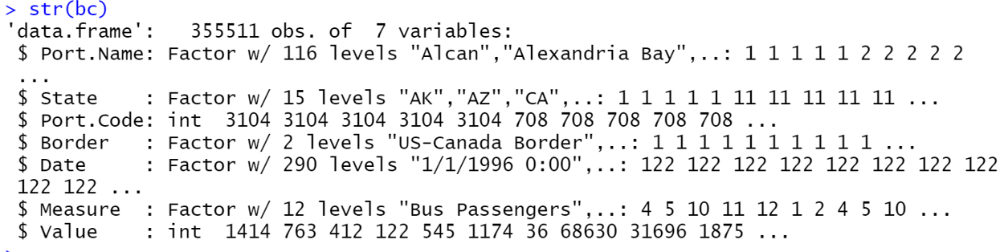 > str(bc)
'data.frame':   355511 obs. of  7 variables:
 $ Port.Name: Factor w/ 116 levels "Alcan","Alexandria Bay",..: 1 1 1 1 1 2 2 2 2 2
 ...
 $ State    : Factor w/ 15 levels "AK","AZ","CA",..: 1 1 1 1 1 11 11 11 11 11 ...
 $ Port.Code: int  3104 3104 3104 3104 3104 708 708 708 708 708 ...
 $ Border   : Factor w/ 2 levels "US-Canada Border",..: 1 1 1 1 1 1 1 1 1 1 ...
 $ Date     : Factor w/ 290 levels "1/1/1996 0:00",..: 122 122 122 122 122 122 122 122
 122 122 ...
 $ Measure  : Factor w/ 12 levels "Bus Passengers",..: 4 5 10 11 12 1 2 4 5 10 ...
 $ Value    : int  1414 763 412 122 545 1174 36 68630 31696 1875 ...